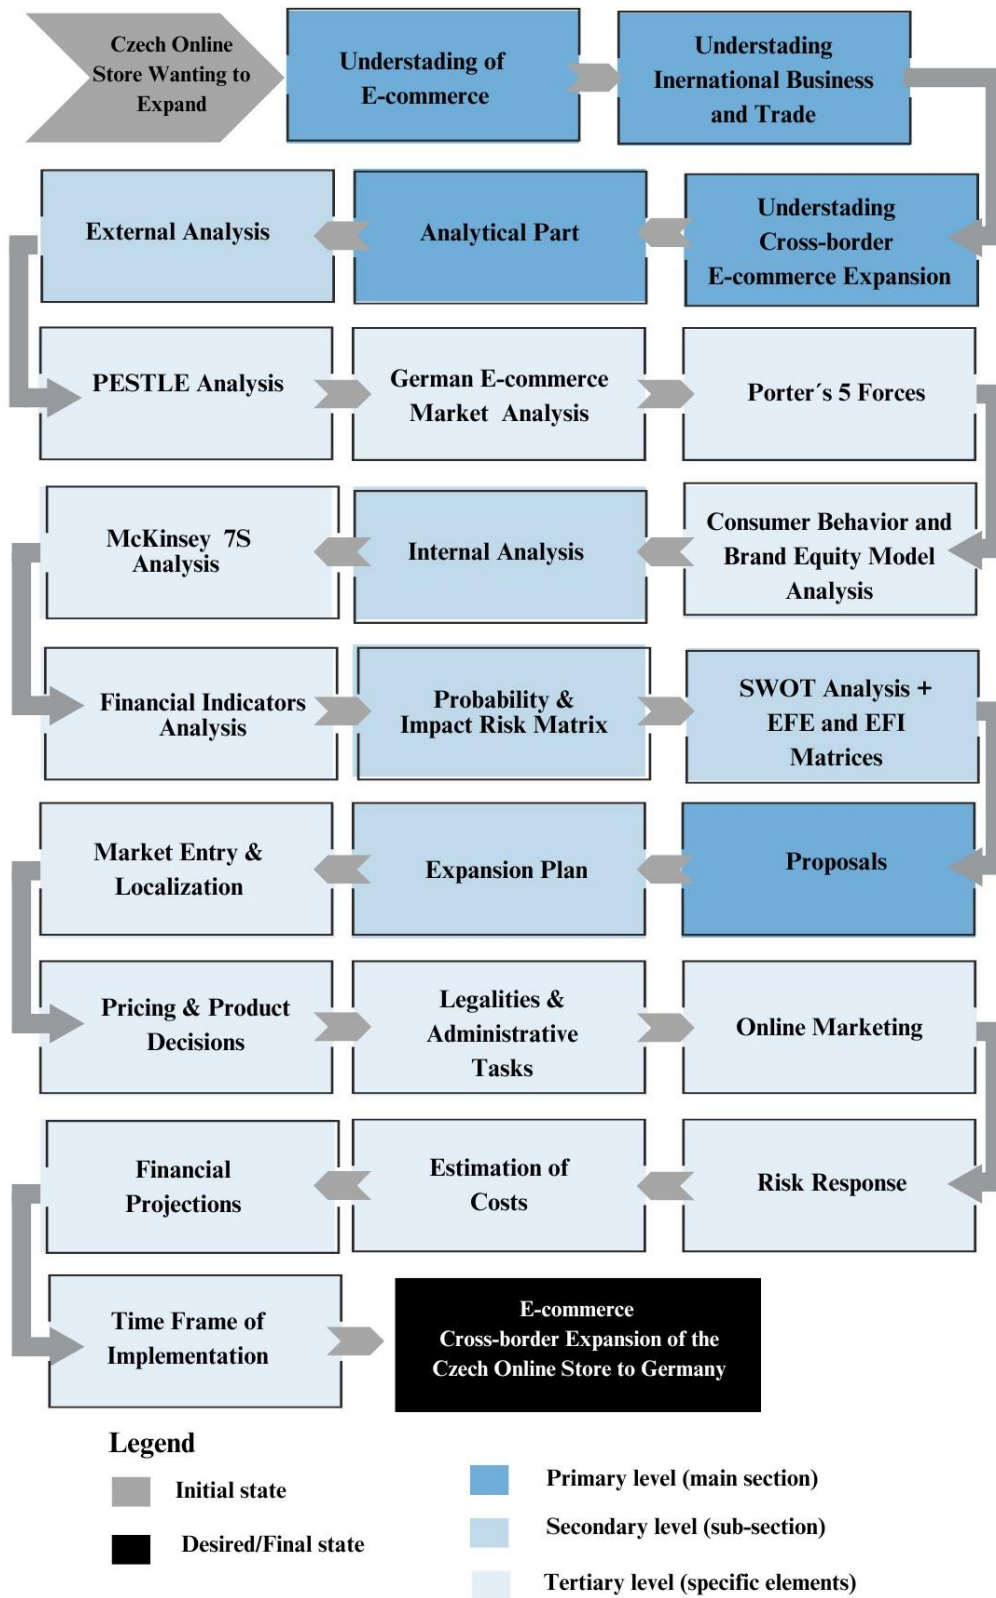 Czech Online
Store Wanting to
Expand
Understading of
E-commerce
Understading
Inernational Business
and Trade
Understading
Cross-border
E-commerce Expansion
Analytical Part
External Analysis
PESTLE Analysis
German E-commerce
Market Analysis
Porter´s 5 Forces
Consumer Behavior and
Brand Equity Model
Analysis
Internal Analysis
McKinsey 7S
Analysis
Financial Indicators
Analysis
Probability &
Impact Risk Matrix
SWOT Analysis +
EFE and EFI
Matrices
Proposals
Expansion Plan
Market Entry &
Localization
Pricing & Product
Decisions
Legalities &
Administrative
Tasks
Online Marketing
Risk Response
Estimation of
Costs
Financial
Projections
Time Frame of
Implementation
E-commerce
Cross-border Expansion of the
Czech Online Store to Germany
Legend
Initial state
Desired/Final state
Primary level (main section)
Secondary level (sub-section)
Tertiary level (specific elements)